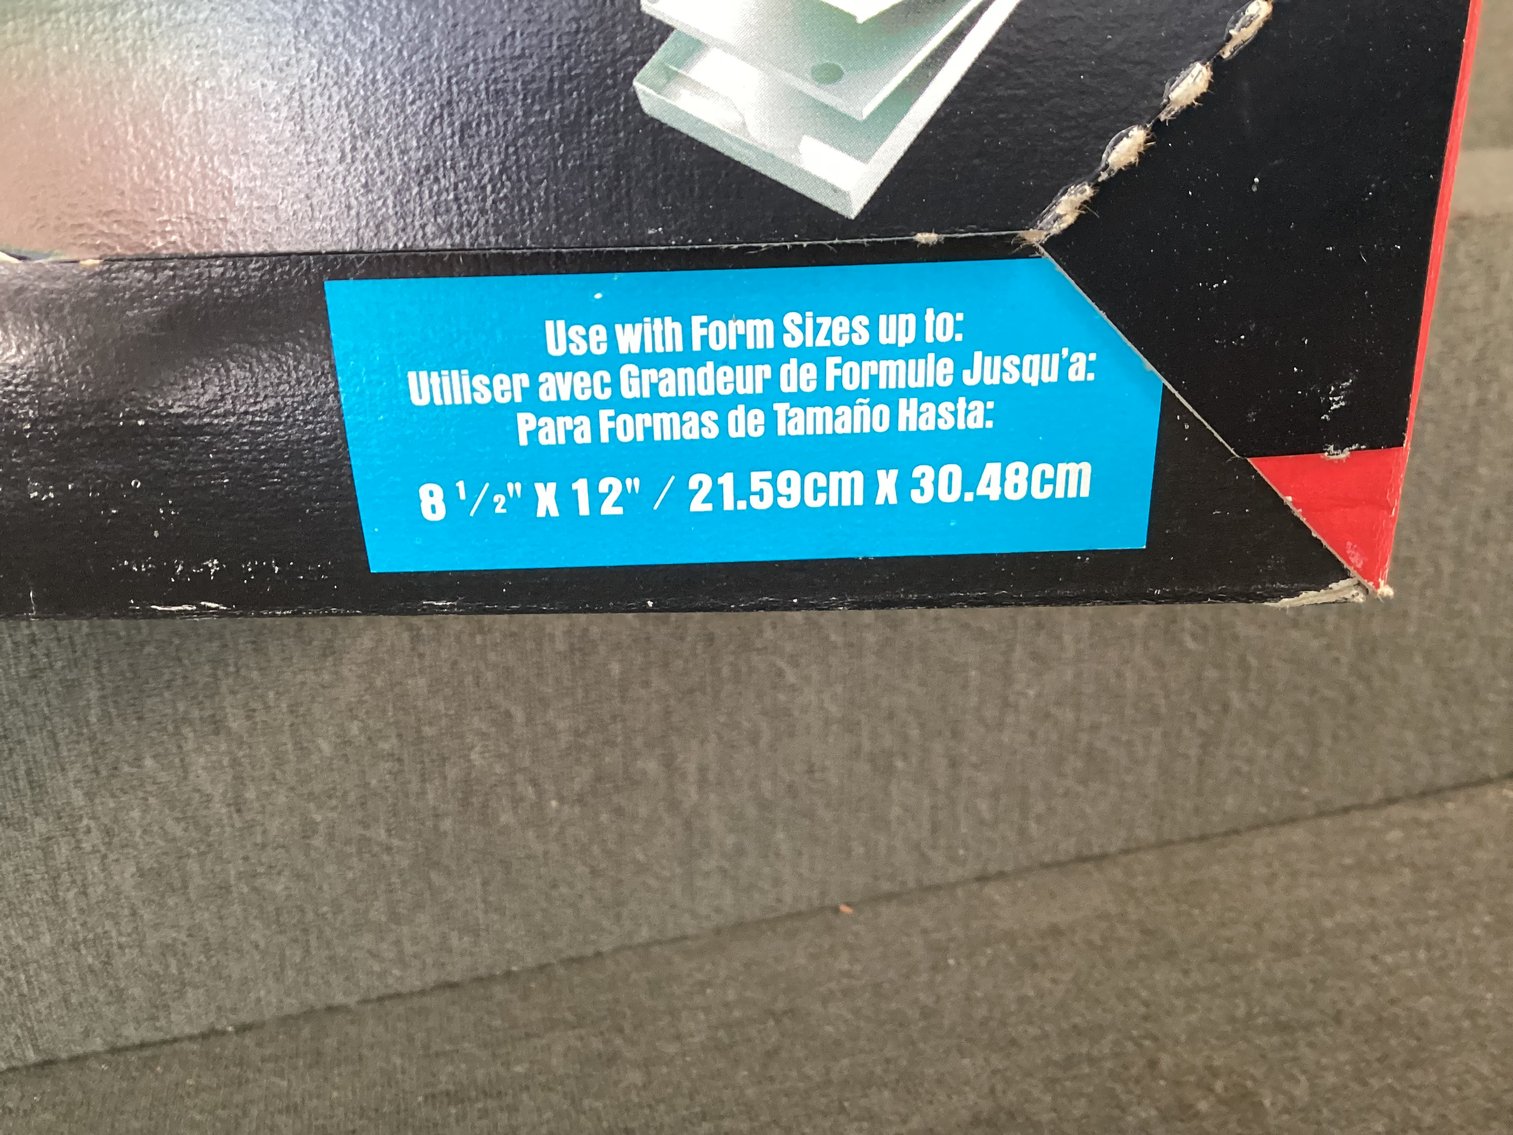 Use with Form Sizes up to:
Utiliser avec Grandeur de Formule Jusqu'a:
Para Formas de Tamaño Hasta:
8 1/2" X 12" / 21.59cm X 30.48cm